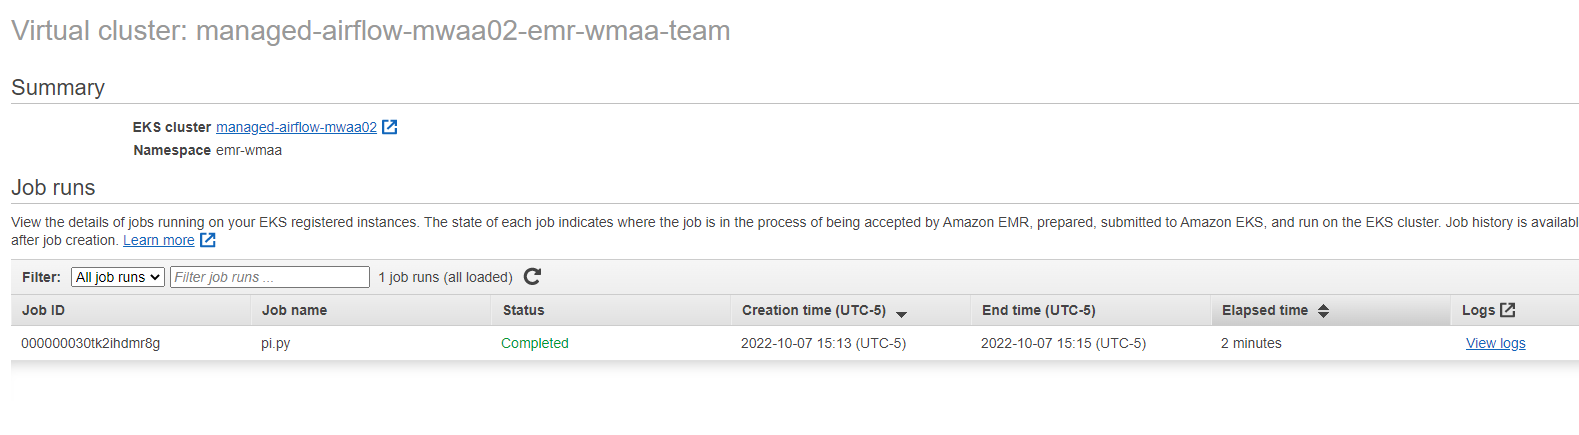 Virtual cluster: managed-airflow-mwaa02-emr-wmaa-team
Summary
EKS cluster managed-airflow-mwaa02
Namespace emr-wmaa
Job runs
View the details of jobs running on your EKS registered instances. The state of each job indicates where the job is in the process of being accepted by Amazon EMR, prepared, submitted to Amazon EKS, and run on the EKS cluster. Job history is availabl
after job creation. Learn more
Filter: All job runs Filter job runs ... 1 job runs (all loaded)
Job ID Job name Status Creation time (UTC-5) End time (UTC-5) Elapsed time Logs
000000030tk2ihdmr8g pi.py Completed 2022-10-07 15:13 (UTC-5) 2022-10-07 15:15 (UTC-5) 2 minutes View logs